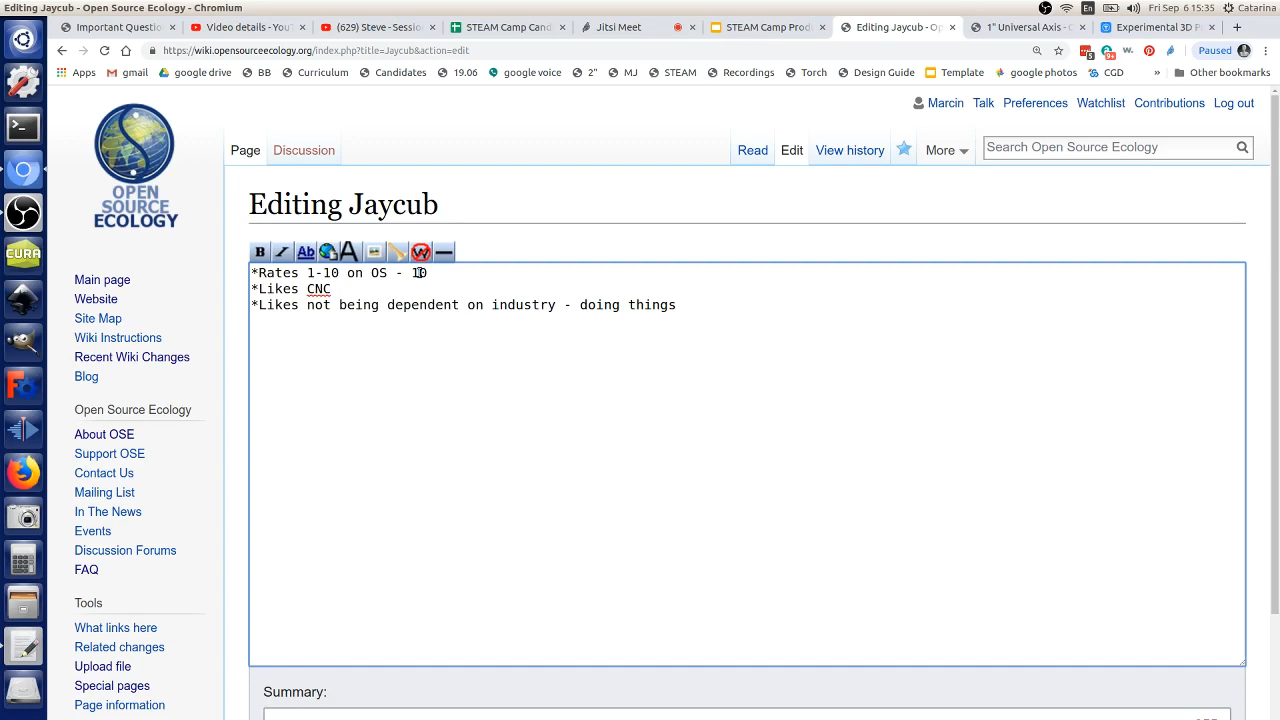 Editing Jaycub - Open Source Ecology - Chromium
En Fri Sep 6 15:35 Catarina
Important Questio Video details - You (629) Steve - Sessio STEAM Camp Cand Jitsi Meet STEAM Camp Prod Editing Jaycub - Op 1" Universal Axis - C Experimental 3D P
https://wiki.opensourceecology.org/index.php?title=Jaycub&action=edit
5 9+ W. Paused
Apps gmail google drive BB Curriculum Candidates 19.06 google voice 2" MJ STEAM Recordings Torch Design Guide Template google photos CGD » Other bookmarks
Marcin Talk Preferences Watchlist Contributions Log out
Page Discussion Read Edit View history More Search Open Source Ecology
OPEN
SOURCE
ECOLOGY
Editing Jaycub
B I Ab A W
*Rates 1-10 on OS - 10
*Likes CNC
*Likes not being dependent on industry - doing things
Summary:
Main page
Website
Site Map
Wiki Instructions
Recent Wiki Changes
Blog
Open Source Ecology
About OSE
Support OSE
Contact Us
Mailing List
In The News
Events
Discussion Forums
FAQ
Tools
What links here
Related changes
Upload file
Special pages
Page information
CURA